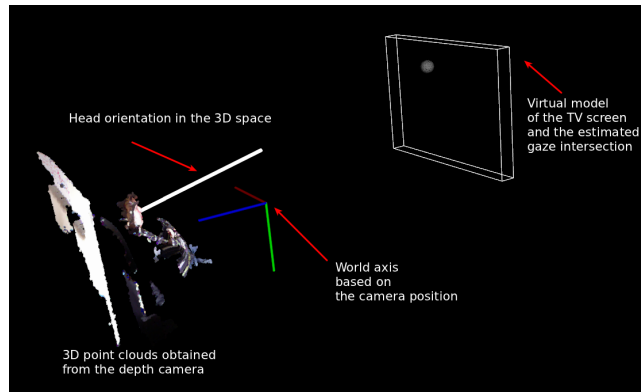 Head orientation in the 3D space
Virtual model
of the TV screen
and the estimated
gaze intersection
World axis
based on
the camera position
3D point clouds obtained
from the depth camera